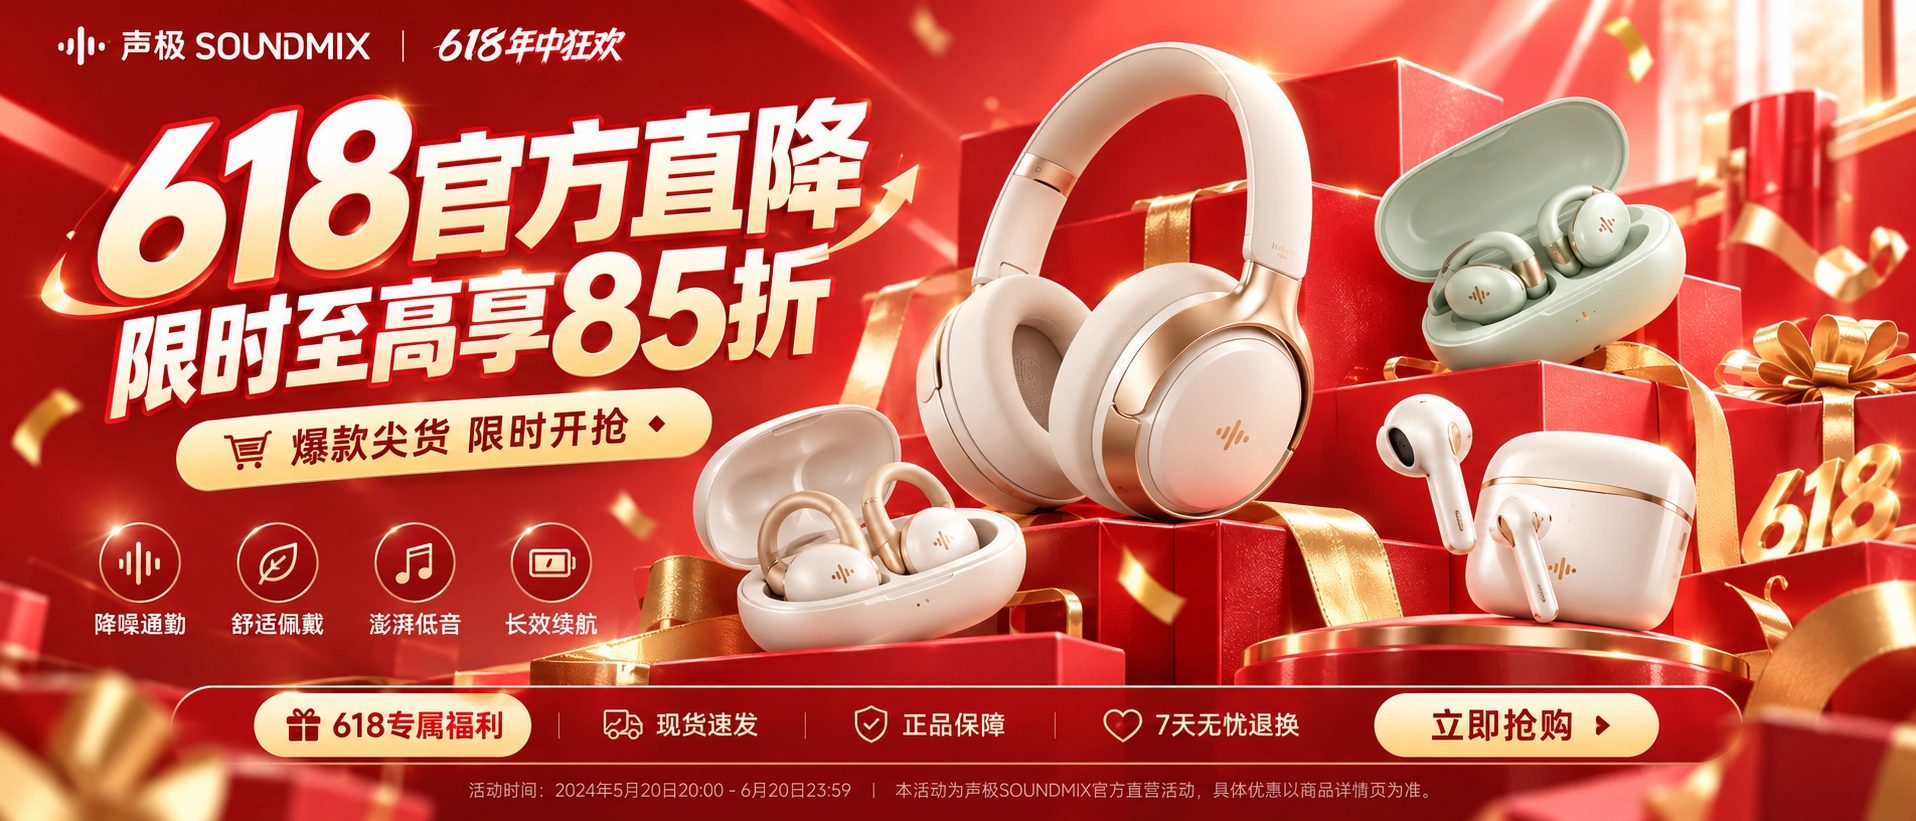 声极 SOUNDMIX | 618年中狂欢
618官方直降
限时至高享85折
爆款尖货 限时开抢
降噪通勤 舒适佩戴 澎湃低音 长效续航
618
618专属福利 现货速发 正品保障 7天无忧退换 立即抢购
活动时间：2024年5月20日20:00 - 6月20日23:59 | 本活动为声极SOUNDMIX官方直营活动，具体优惠以商品详情页为准。